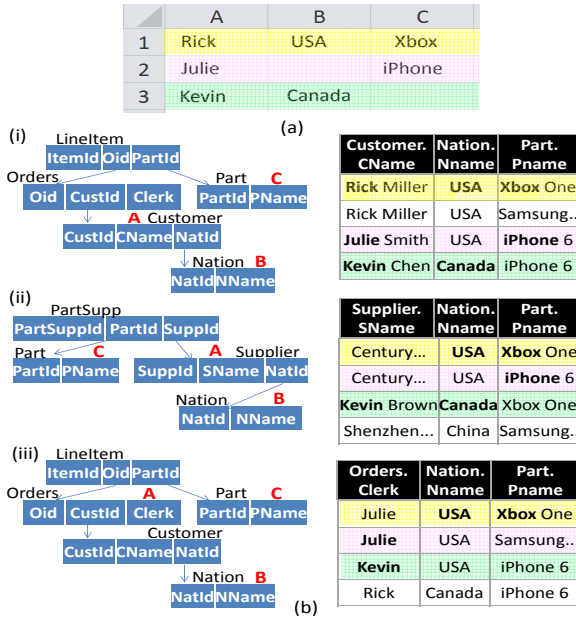 A B C
1 Rick USA Xbox
2 Julie iPhone
3 Kevin Canada
(a)
(i)
LineItem
ItemId Oid PartId
Orders
Oid CustId Clerk
Part C
PartId PName
A Customer
CustId CName NatId
Nation B
NatId NName
Customer. CName Nation. Nname Part. Pname
Rick Miller USA Xbox One
Rick Miller USA Samsung..
Julie Smith USA iPhone 6
Kevin Chen Canada iPhone 6
(ii)
PartSupp
PartSuppId PartId SuppId
Part C
PartId PName
A Supplier
SuppId SName NatId
Nation B
NatId NName
Supplier. SName Nation. Nname Part. Pname
Century... USA Xbox One
Century... USA iPhone 6
Kevin Brown Canada Xbox One
Shenzhen... China Samsung..
(iii)
LineItem
ItemId Oid PartId
Orders A
Oid CustId Clerk
Part C
PartId PName
Customer
CustId CName NatId
Nation B
NatId NName
Orders. Clerk Nation. Nname Part. Pname
Julie USA Xbox One
Julie USA Samsung..
Kevin USA iPhone 6
Rick Canada iPhone 6
(b)